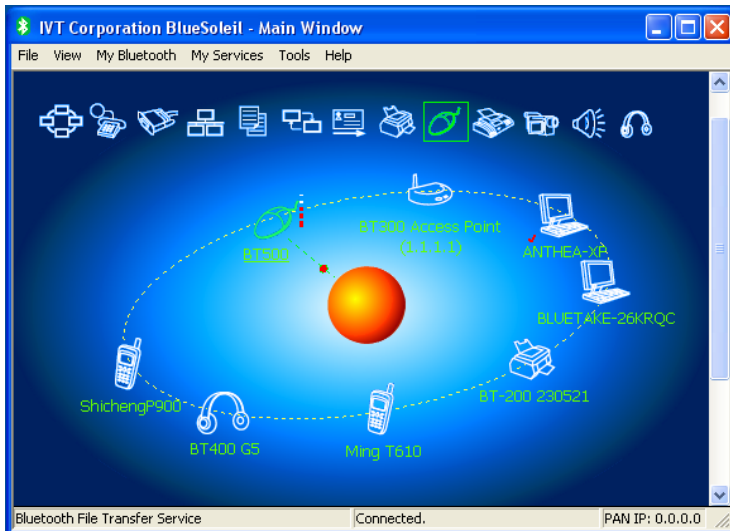 IVT Corporation BlueSoleil - Main Window
File View My Bluetooth My Services Tools Help
BT500
BT300 Access Point
(1.1.1.1)
ANTHEA-XP
BLUETAKE-26KRQC
BT-200 230521
ShichengP900
BT400 G5
Ming T610
Bluetooth File Transfer Service Connected. PAN IP: 0.0.0.0